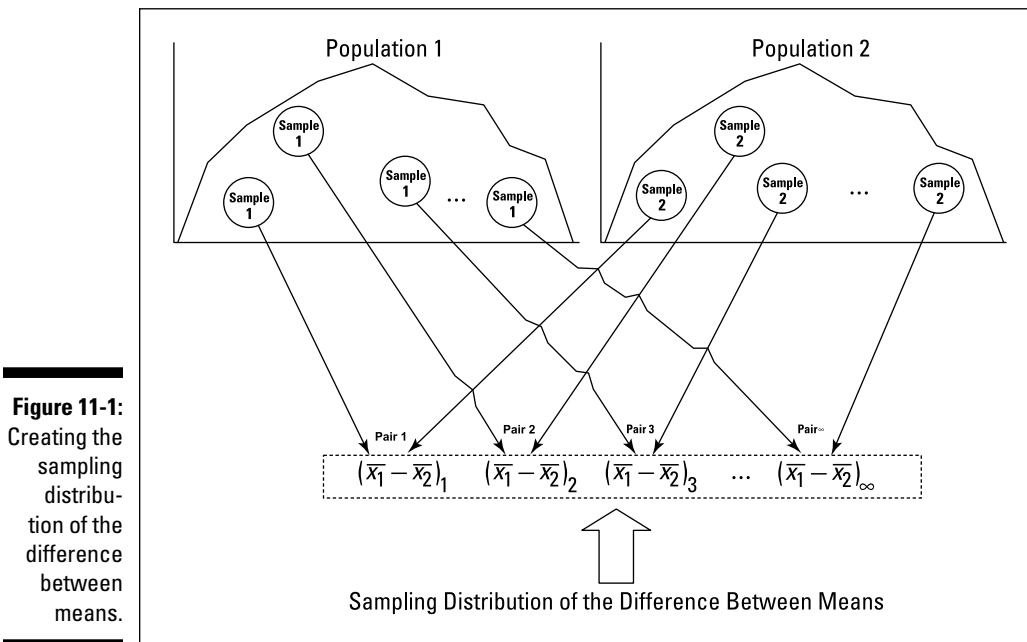 Population 1
Population 2
Sample
1
Sample
1
Sample
1
...
Sample
1
Sample
2
Sample
2
Sample
2
...
Sample
2
Figure 11-1:
Creating the
sampling
distribu-
tion of the
difference
between
means.
Pair 1
Pair 2
Pair 3
Pair∞
(x̅₁ − x̅₂)₁ (x̅₁ − x̅₂)₂ (x̅₁ − x̅₂)₃ ... (x̅₁ − x̅₂)∞
Sampling Distribution of the Difference Between Means